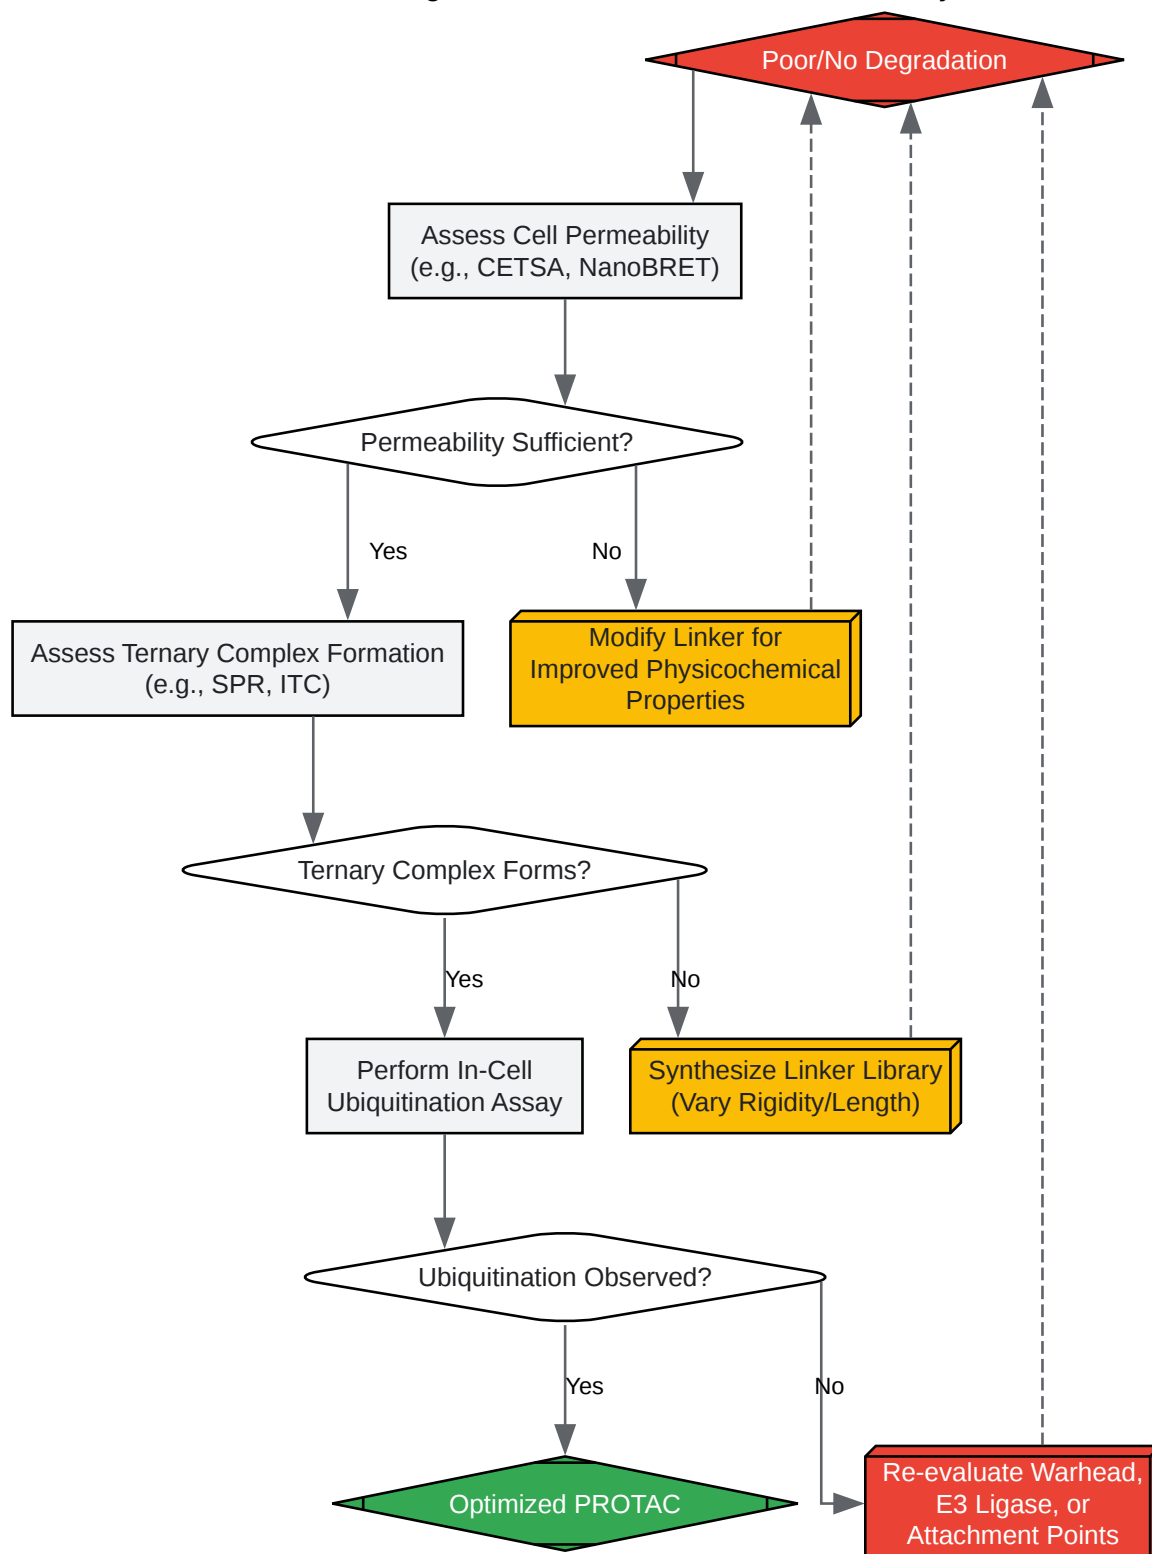 Poor/No Degradation
Assess Cell Permeability
(e.g., CETSA, NanoBRET)
Permeability Sufficient?
Yes
No
Assess Ternary Complex Formation
(e.g., SPR, ITC)
Modify Linker for
Improved Physicochemical
Properties
Ternary Complex Forms?
Yes
No
Perform In-Cell
Ubiquitination Assay
Synthesize Linker Library
(Vary Rigidity/Length)
Ubiquitination Observed?
Yes
No
Optimized PROTAC
Re-evaluate Warhead,
E3 Ligase, or
Attachment Points